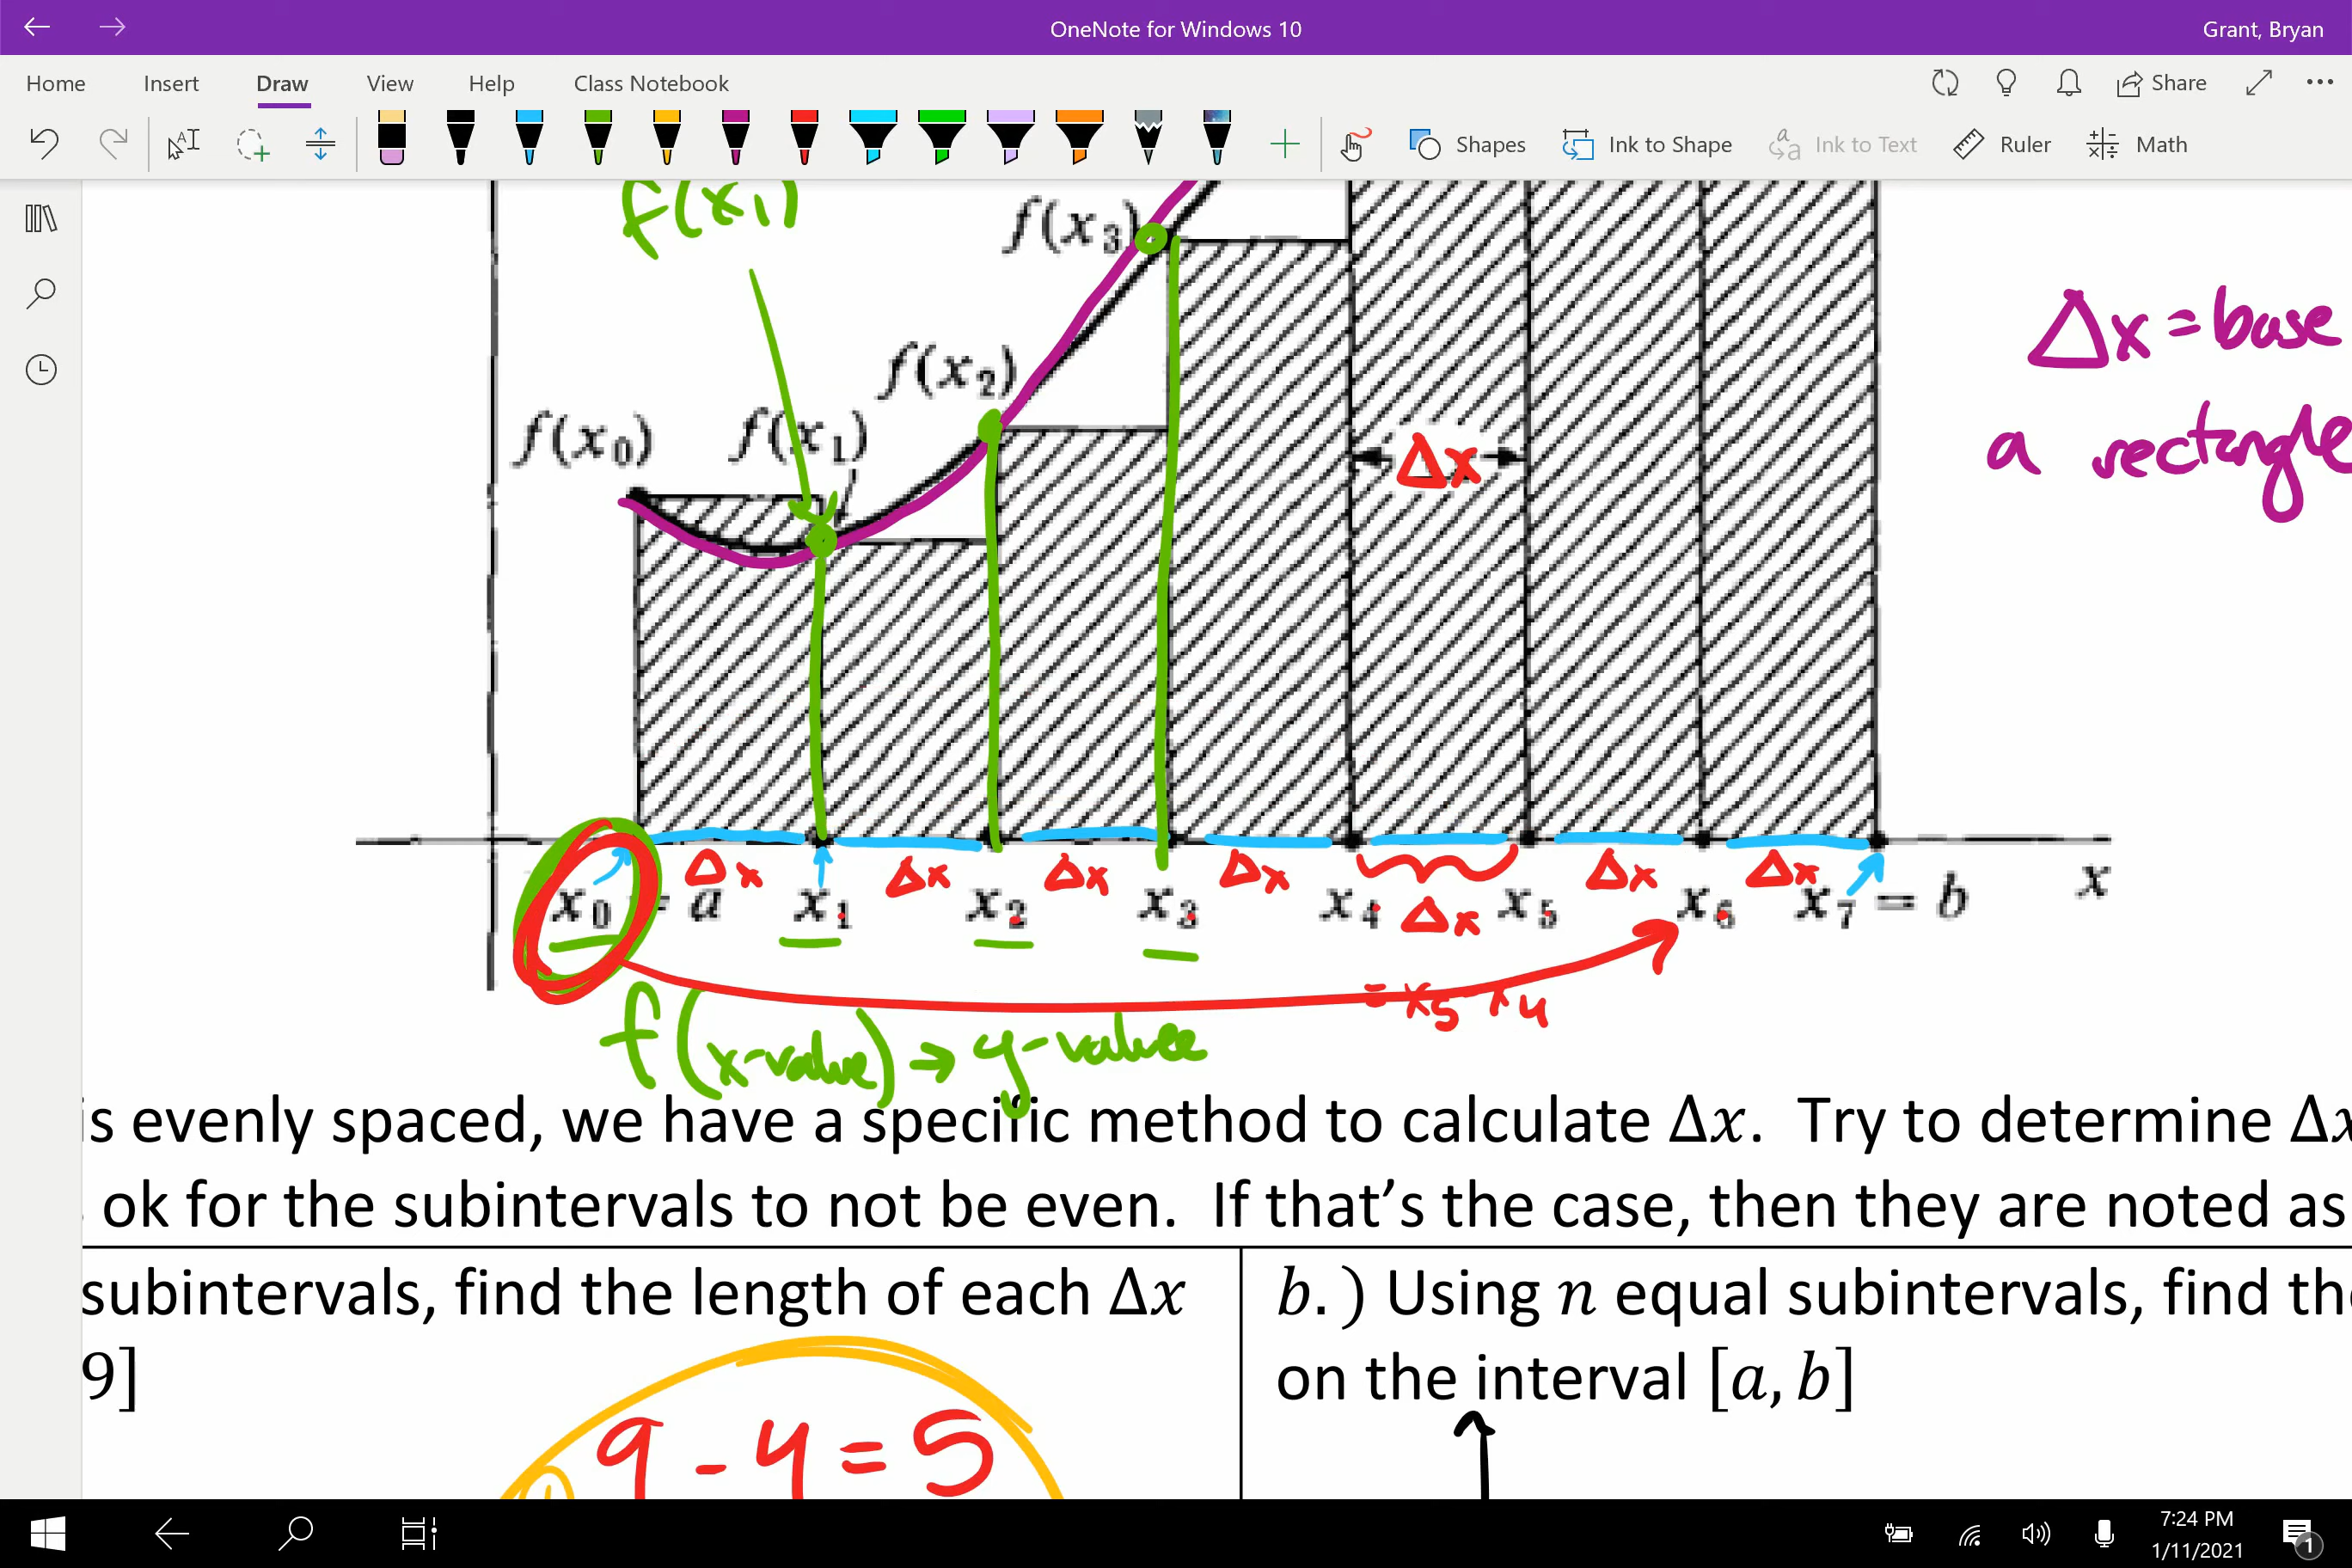 OneNote for Windows 10
Grant, Bryan
Home Insert Draw View Help Class Notebook Share
Shapes Ink to Shape Ink to Text Ruler Math
f(x₁)
f(x₃)
Δx = base
f(x₂)
a rectangle
f(x₀) f(x₁)
Δx
Δx Δx Δx Δx Δx Δx
x₀ = a x₁ x₂ x₃ x₄ Δx x₅ x₆ x₇ = b x
= x₅ x₄
f(x-value) → y-value
is evenly spaced, we have a specific method to calculate Δx. Try to determine Δx
ok for the subintervals to not be even. If that’s the case, then they are noted as
subintervals, find the length of each Δx
9]
9 - 4 = 5
b.) Using n equal subintervals, find the
on the interval [a, b]
7:24 PM
1/11/2021
1